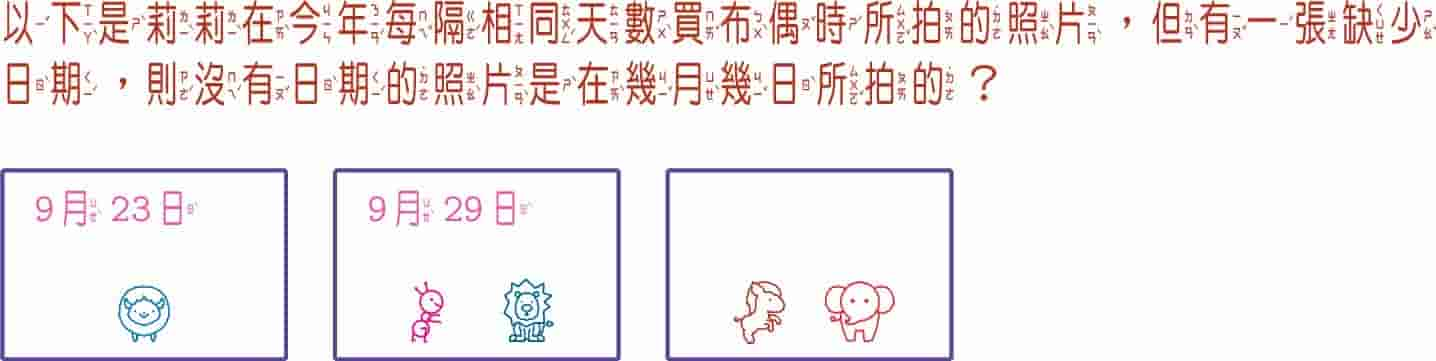 以下是莉莉在今年每隔相同天數買布偶時所拍的照片，但有一張缺少
日期，則沒有日期的照片是在幾月幾日所拍的？
9月23日
9月29日